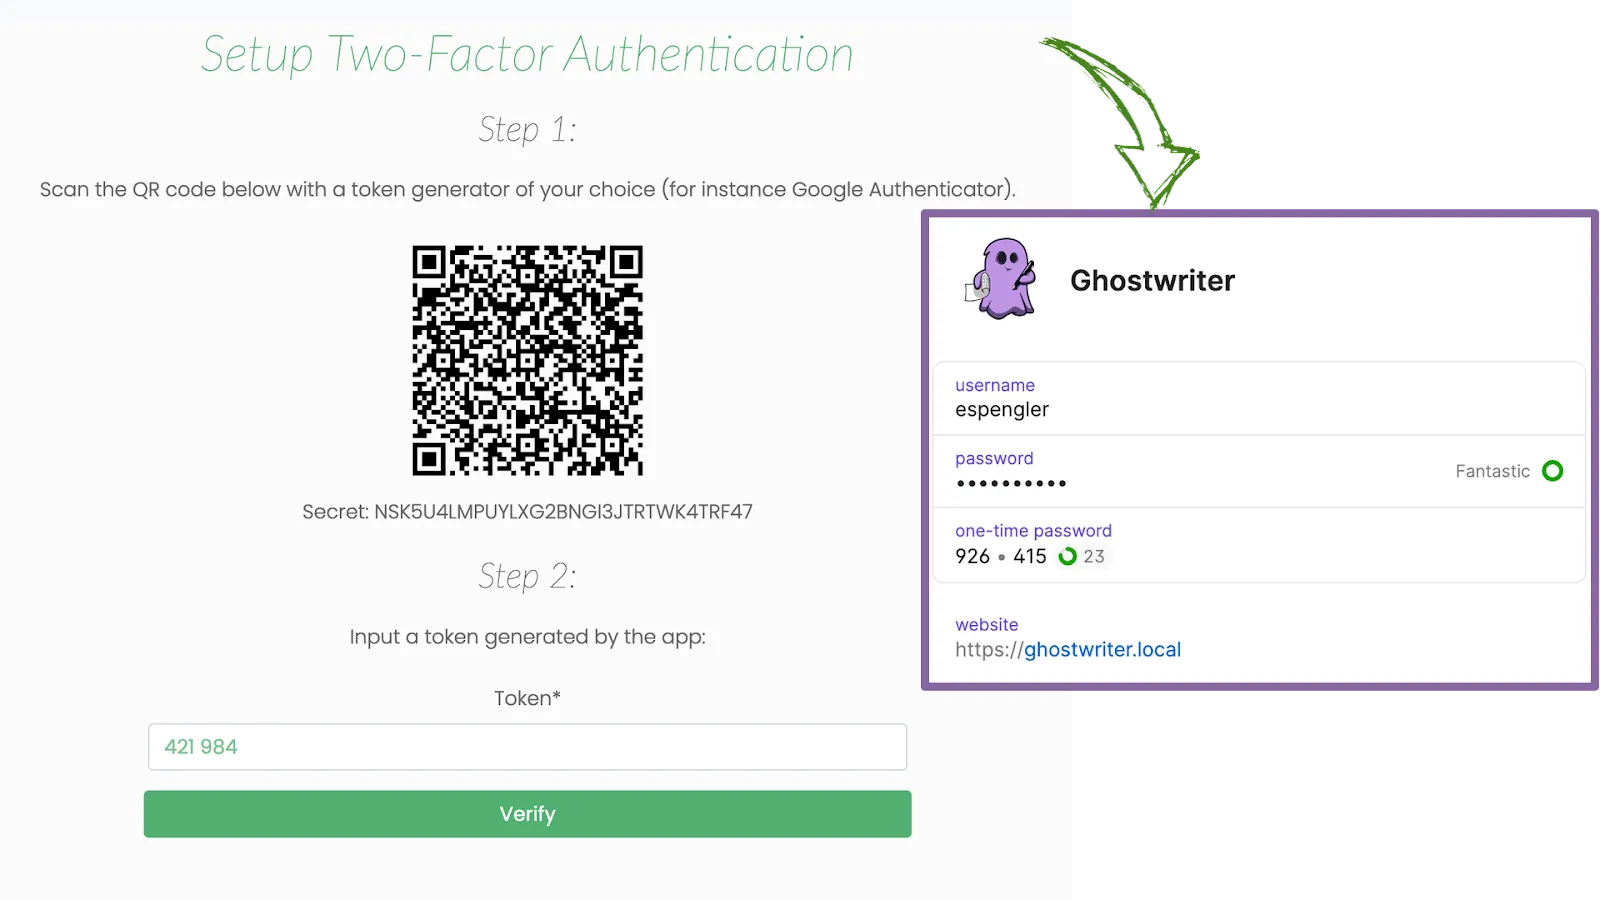 Setup Two-Factor Authentication
Step 1:
Scan the QR code below with a token generator of your choice (for instance Google Authenticator).
Secret: NSK5U4LMPUYLXG2BNGI3JTRTWK4TRF47
Step 2:
Input a token generated by the app:
Token*
421 984
Verify
Ghostwriter
username
espengler
password
••••••••••
Fantastic
one-time password
926 • 415 23
website
https://ghostwriter.local